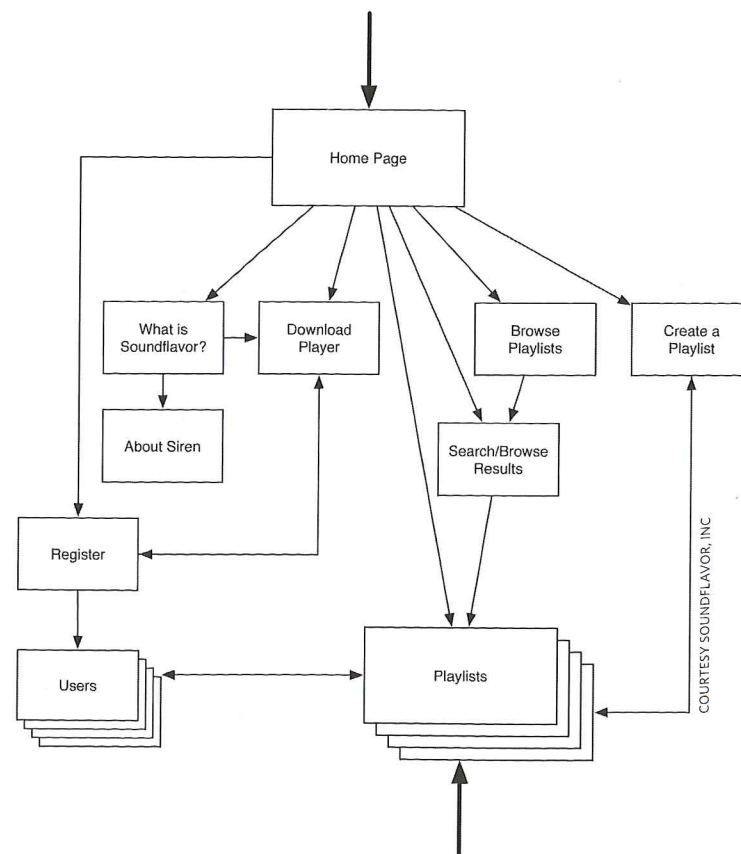 Home Page
What is
Soundflavor?
Download
Player
Browse
Playlists
Create a
Playlist
About Siren
Search/Browse
Results
Register
Users
Playlists
COURTESY SOUNDFLAVOR, INC